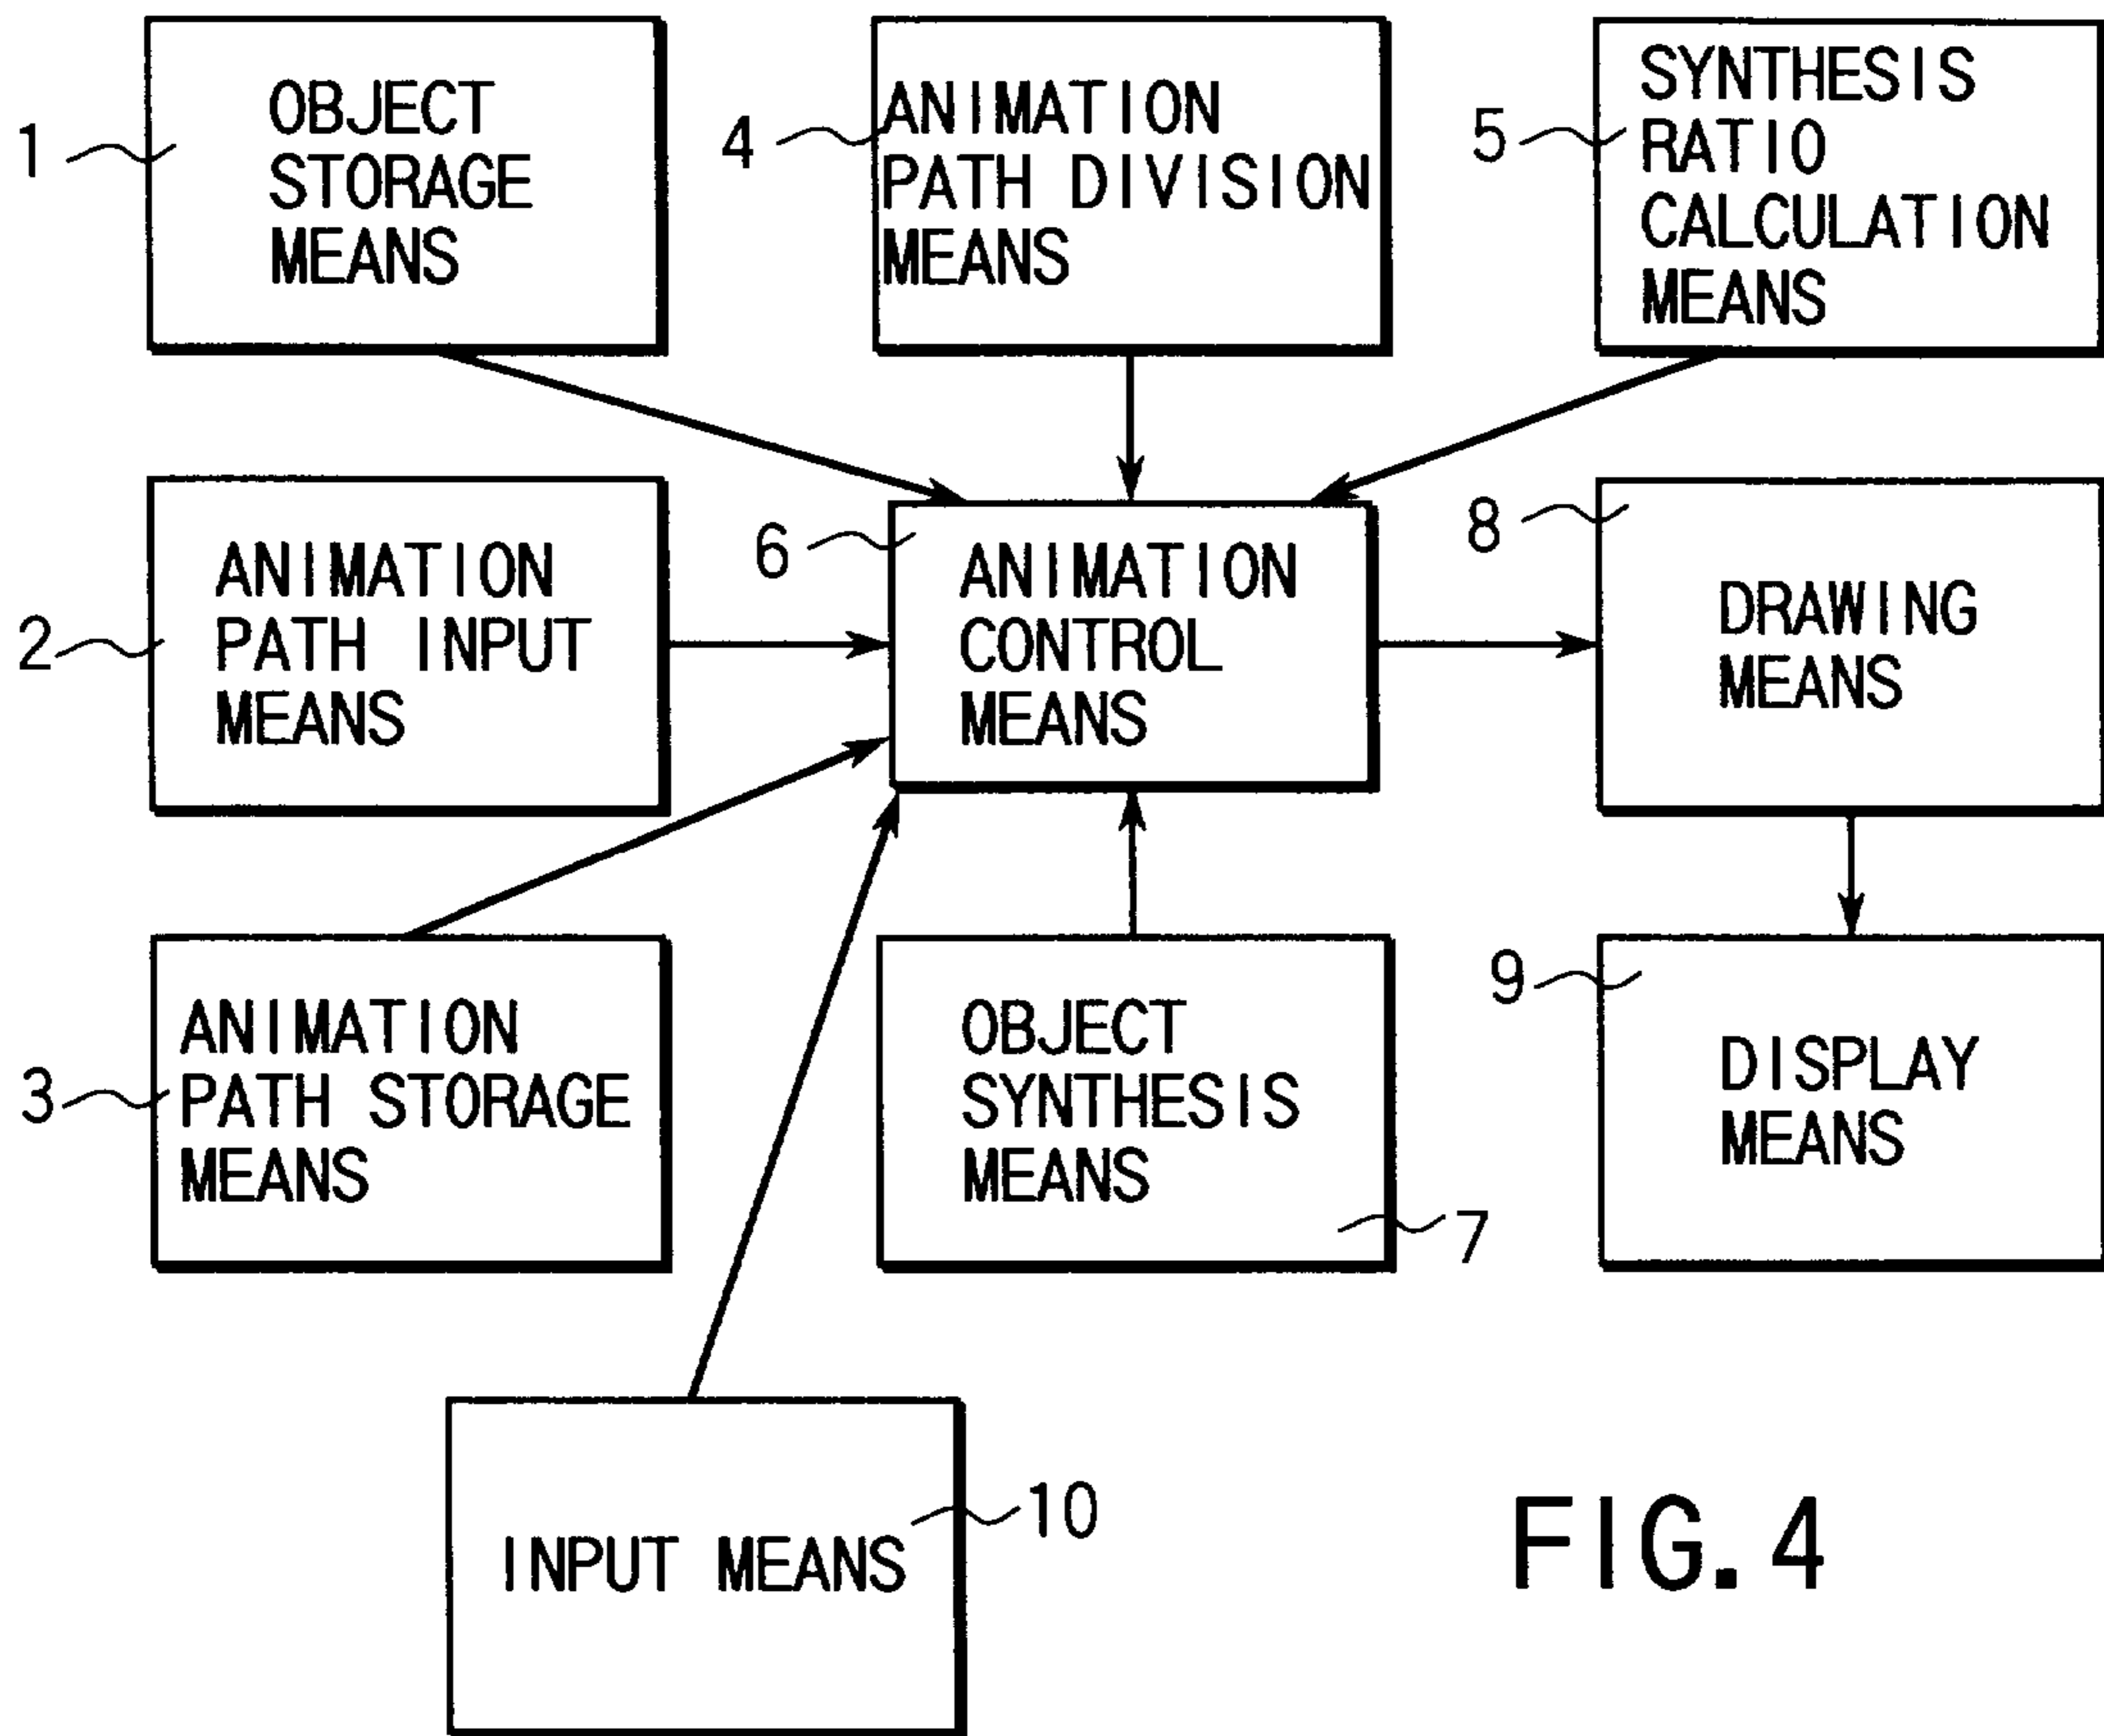 1
OBJECT
STORAGE
MEANS
4
ANIMATION
PATH DIVISION
MEANS
5
SYNTHESIS
RATIO
CALCULATION
MEANS
2
ANIMATION
PATH INPUT
MEANS
6
ANIMATION
CONTROL
MEANS
8
DRAWING
MEANS
3
ANIMATION
PATH STORAGE
MEANS
OBJECT
SYNTHESIS
MEANS
7
9
DISPLAY
MEANS
10
INPUT MEANS
FIG. 4